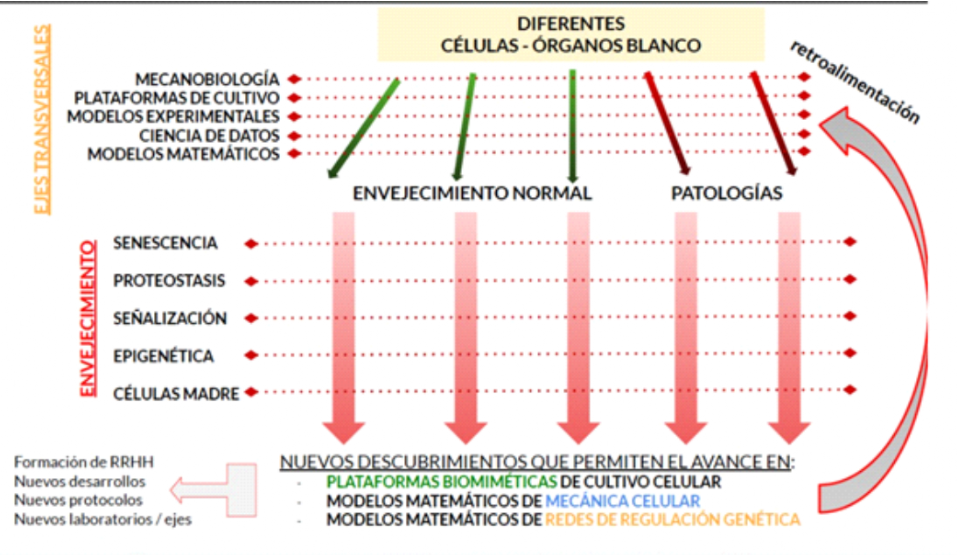 DIFERENTES
CÉLULAS - ÓRGANOS BLANCO
retroalimentación
EJES TRANSVERSALES
MECANOBIOLOGÍA
PLATAFORMAS DE CULTIVO
MODELOS EXPERIMENTALES
CIENCIA DE DATOS
MODELOS MATEMÁTICOS
ENVEJECIMIENTO NORMAL
PATOLOGÍAS
ENVEJECIMIENTO
SENESCENCIA
PROTEOSTASIS
SEÑALIZACIÓN
EPIGENÉTICA
CÉLULAS MADRE
Formación de RRHH
Nuevos desarrollos
Nuevos protocolos
Nuevos laboratorios / ejes
NUEVOS DESCUBRIMIENTOS QUE PERMITEN EL AVANCE EN:
- PLATAFORMAS BIOMIMÉTICAS DE CULTIVO CELULAR
- MODELOS MATEMÁTICOS DE MECÁNICA CELULAR
- MODELOS MATEMÁTICOS DE REDES DE REGULACIÓN GENÉTICA